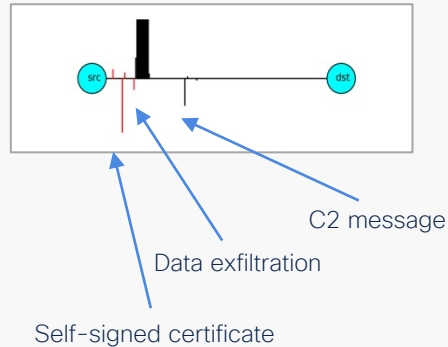 src
dst
C2 message
Data exfiltration
Self-signed certificate